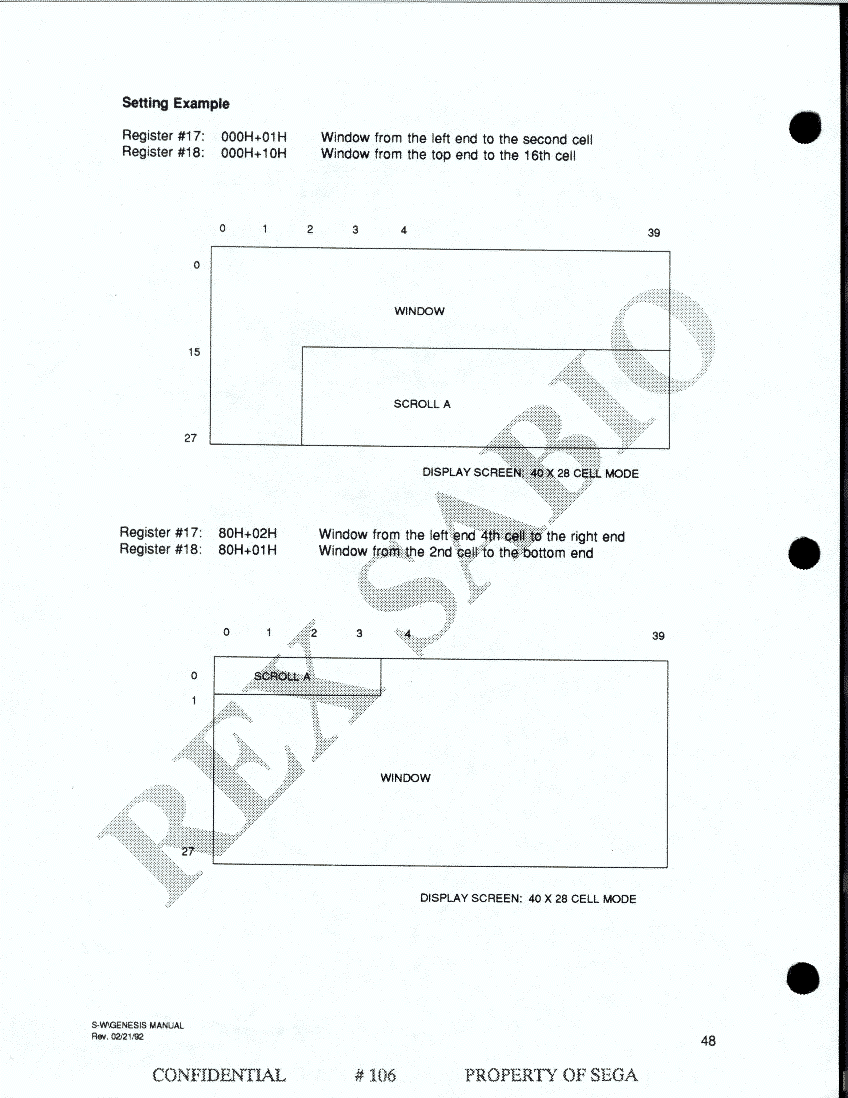 Setting Example
Register #17: 000H+01H Window from the left end to the second cell
Register #18: 000H+10H Window from the top end to the 16th cell
0 1 2 3 4 39
0
WINDOW
15
SCROLL A
27
DISPLAY SCREEN: 40 X 28 CELL MODE
Register #17: 80H+02H Window from the left end 4th cell to the right end
Register #18: 80H+01H Window from the 2nd cell to the bottom end
0 1 2 3 4 39
0 SCROLL A
1
WINDOW
27
DISPLAY SCREEN: 40 X 28 CELL MODE
REX SABIO
S-W\GENESIS MANUAL
Rev. 02/21/92
48
CONFIDENTIAL # 106 PROPERTY OF SEGA